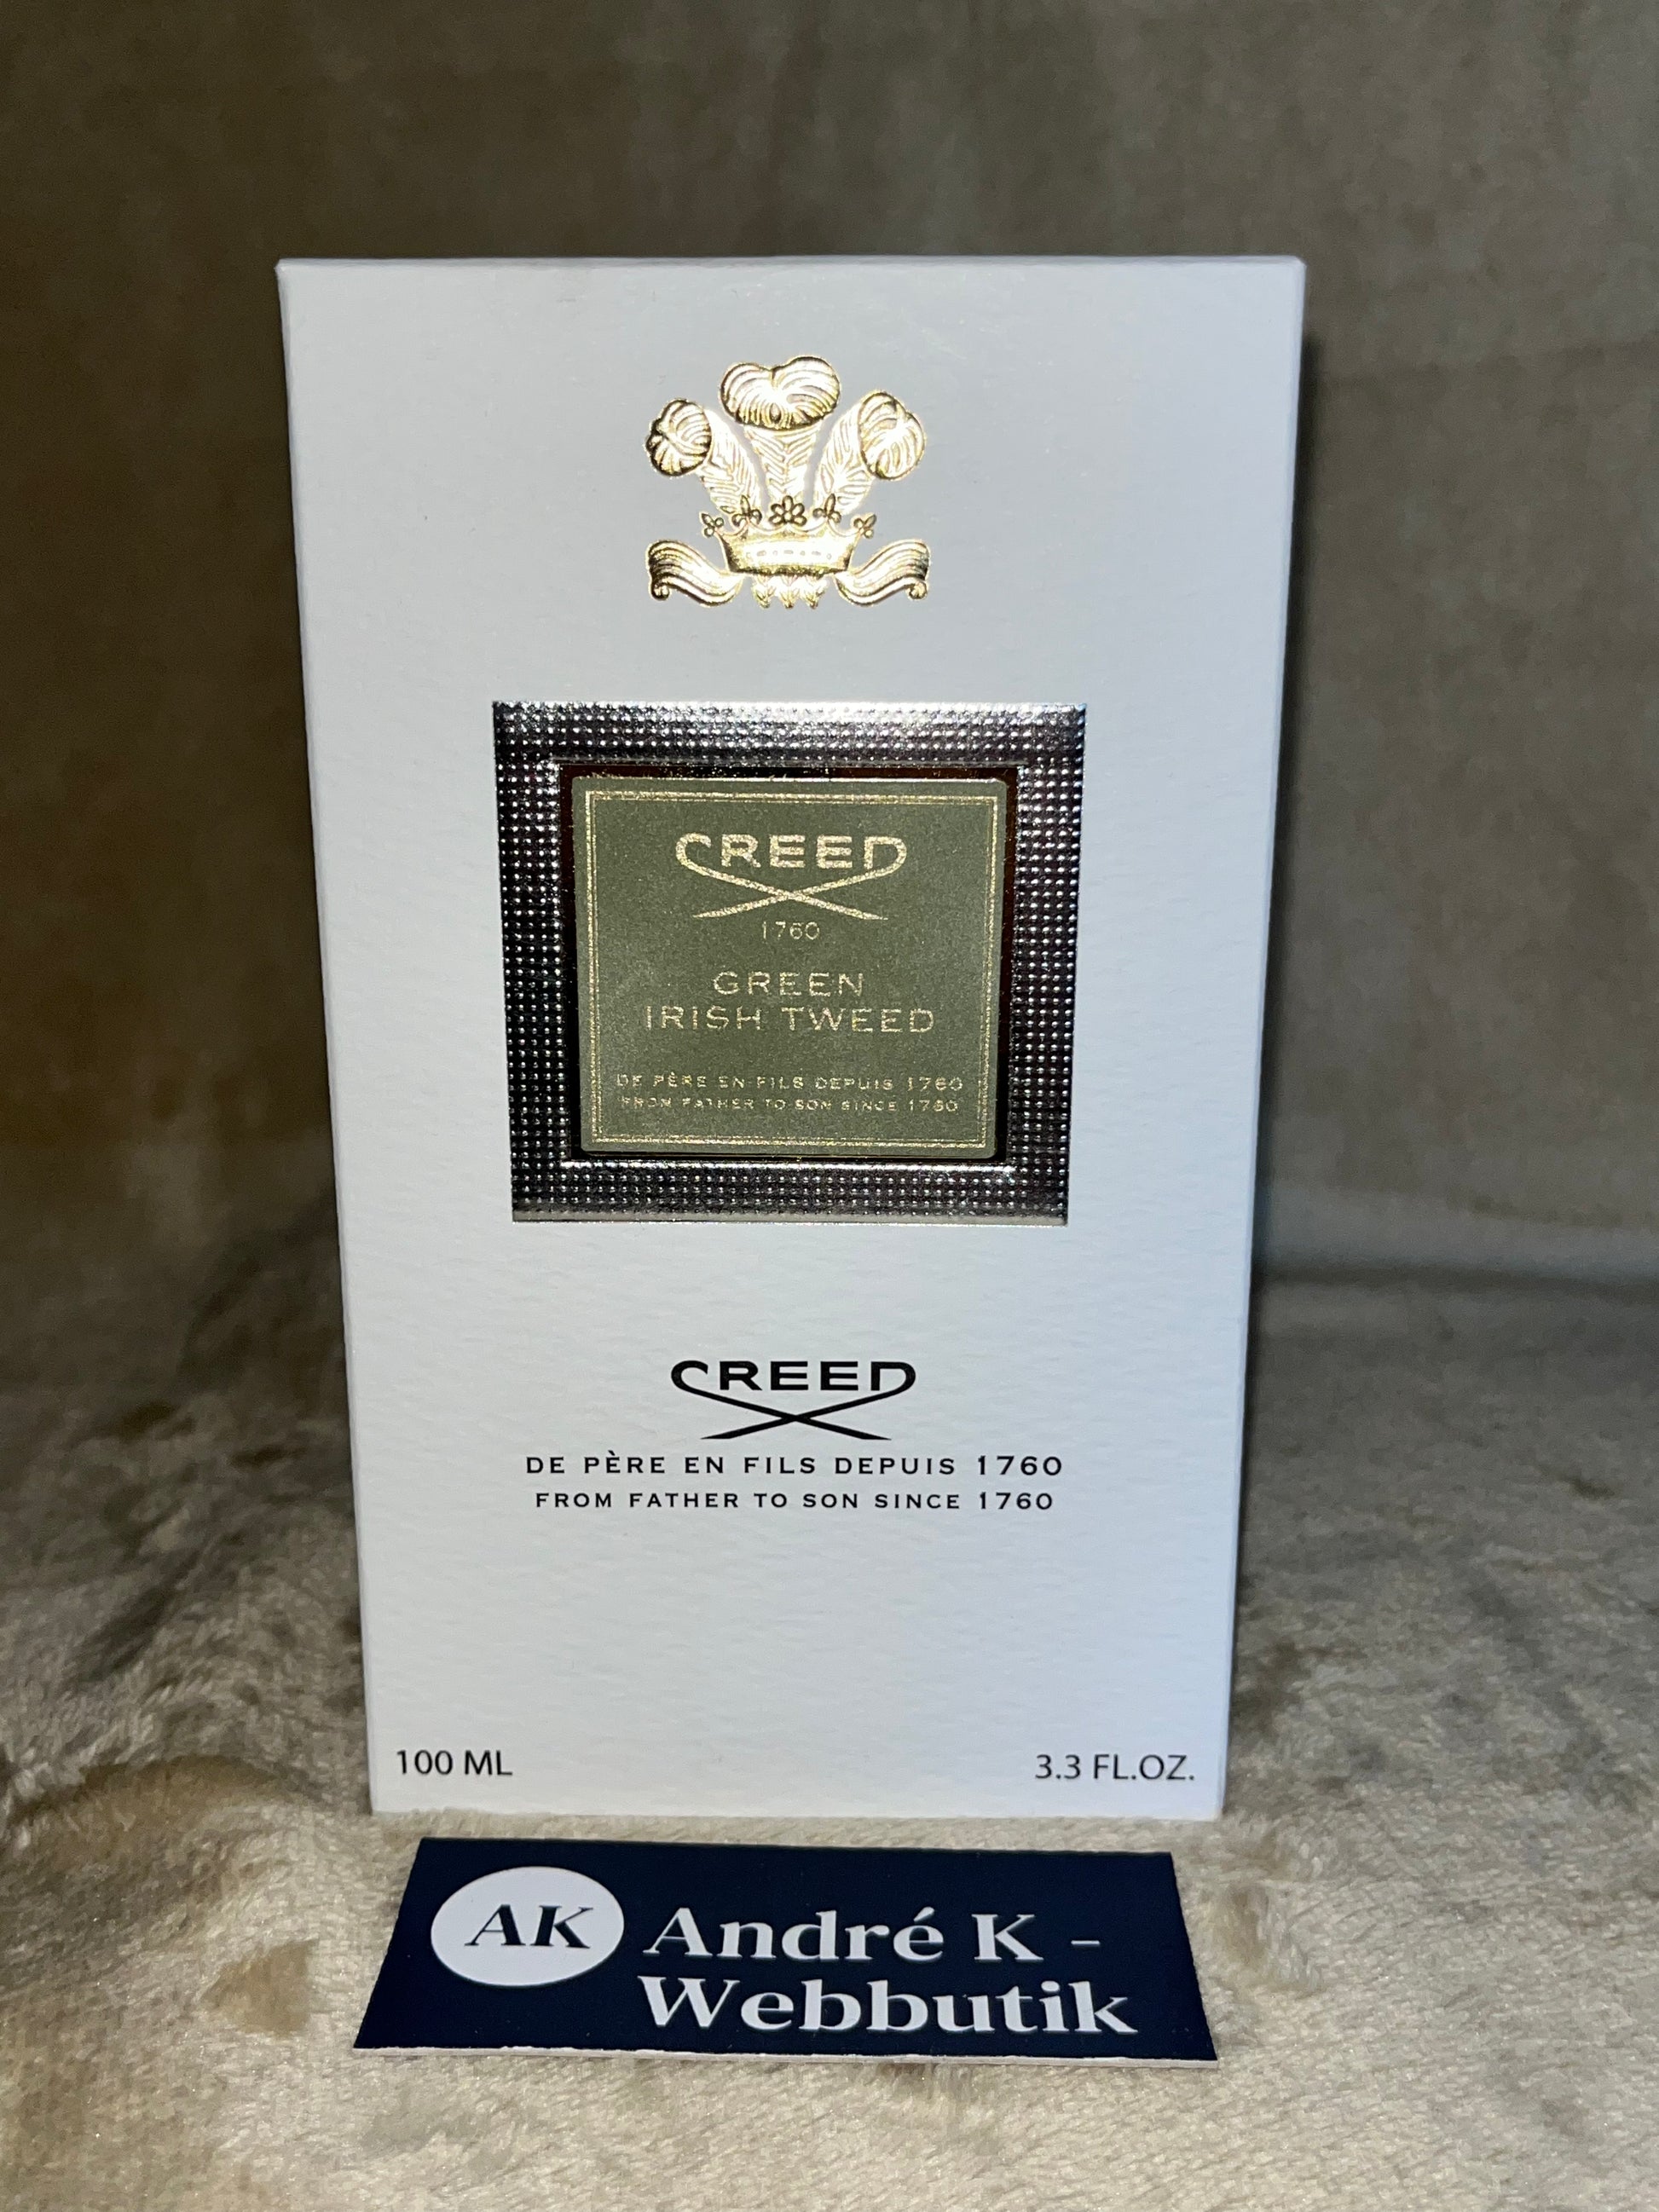 CREED
1760
GREEN
IRISH TWEED
DE PÈRE EN FILS DEPUIS 1760
FROM FATHER TO SON SINCE 1760
CREED
DE PÈRE EN FILS DEPUIS 1760
FROM FATHER TO SON SINCE 1760
100 ML
3.3 FL.OZ.
AK
André K -
Webbutik